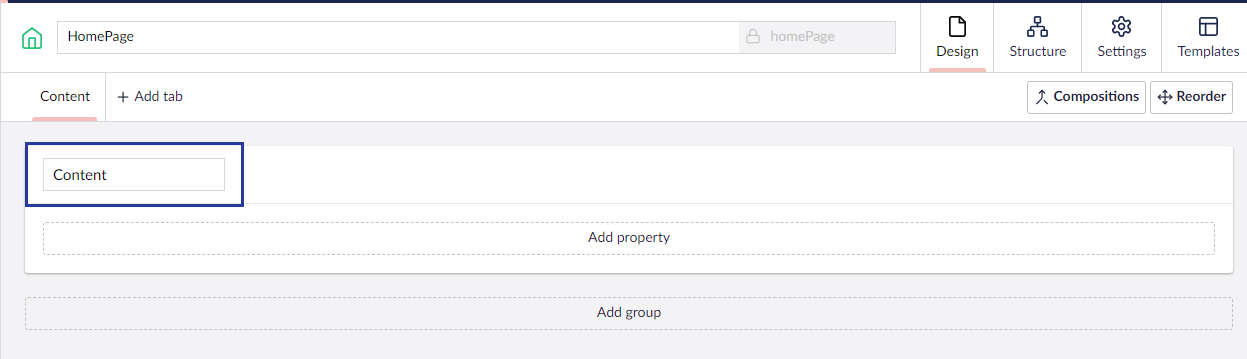 HomePage
homePage
Design
Structure
Settings
Templates
Content
Add tab
Compositions
Reorder
Content
Add property
Add group